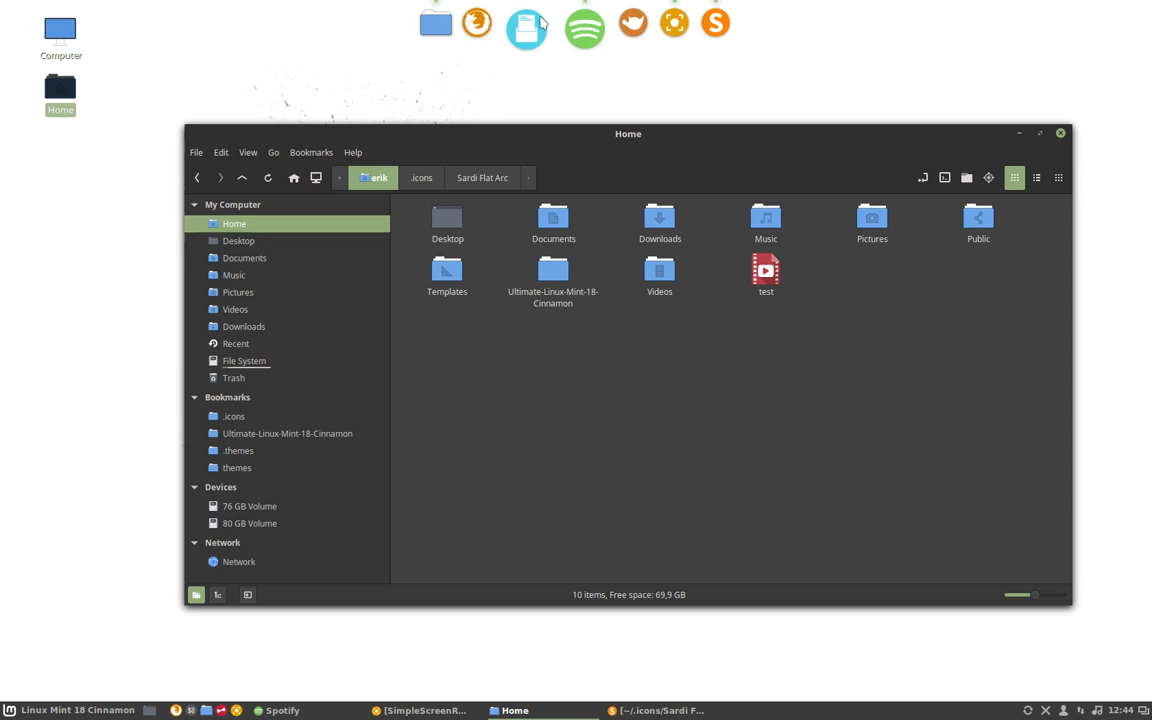 Computer
Home
Home
File Edit View Go Bookmarks Help
erik .icons Sardi Flat Arc
My Computer
Home
Desktop
Documents
Music
Pictures
Videos
Downloads
Recent
File System
Trash
Bookmarks
.icons
Ultimate-Linux-Mint-18-Cinnamon
.themes
themes
Devices
76 GB Volume
80 GB Volume
Network
Network
Desktop Documents Downloads Music Pictures Public
Templates Ultimate-Linux-Mint-18- Videos test
Cinnamon
10 items, Free space: 69,9 GB
Linux Mint 18 Cinnamon Spotify [SimpleScreenR... Home [~/.icons/Sardi F... 12:44